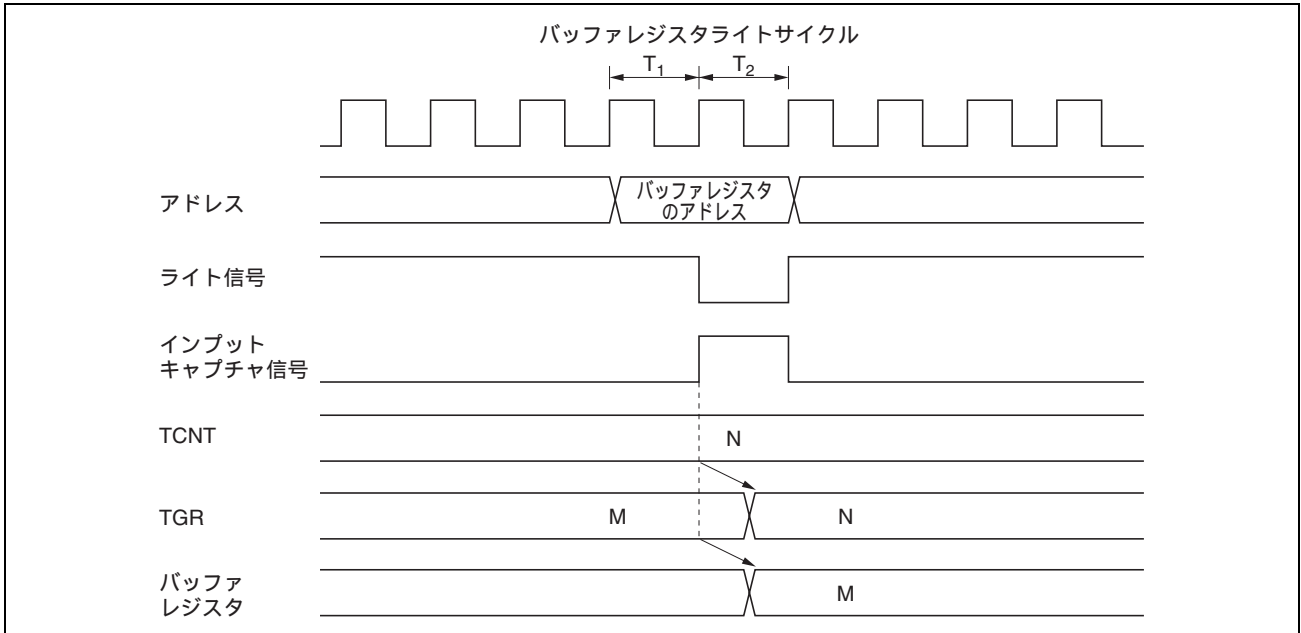 バッファレジスタライトサイクル
T1 T2
アドレス
バッファレジスタ
のアドレス
ライト信号
インプット
キャプチャ信号
TCNT
N
TGR
M N
バッファ
レジスタ
M